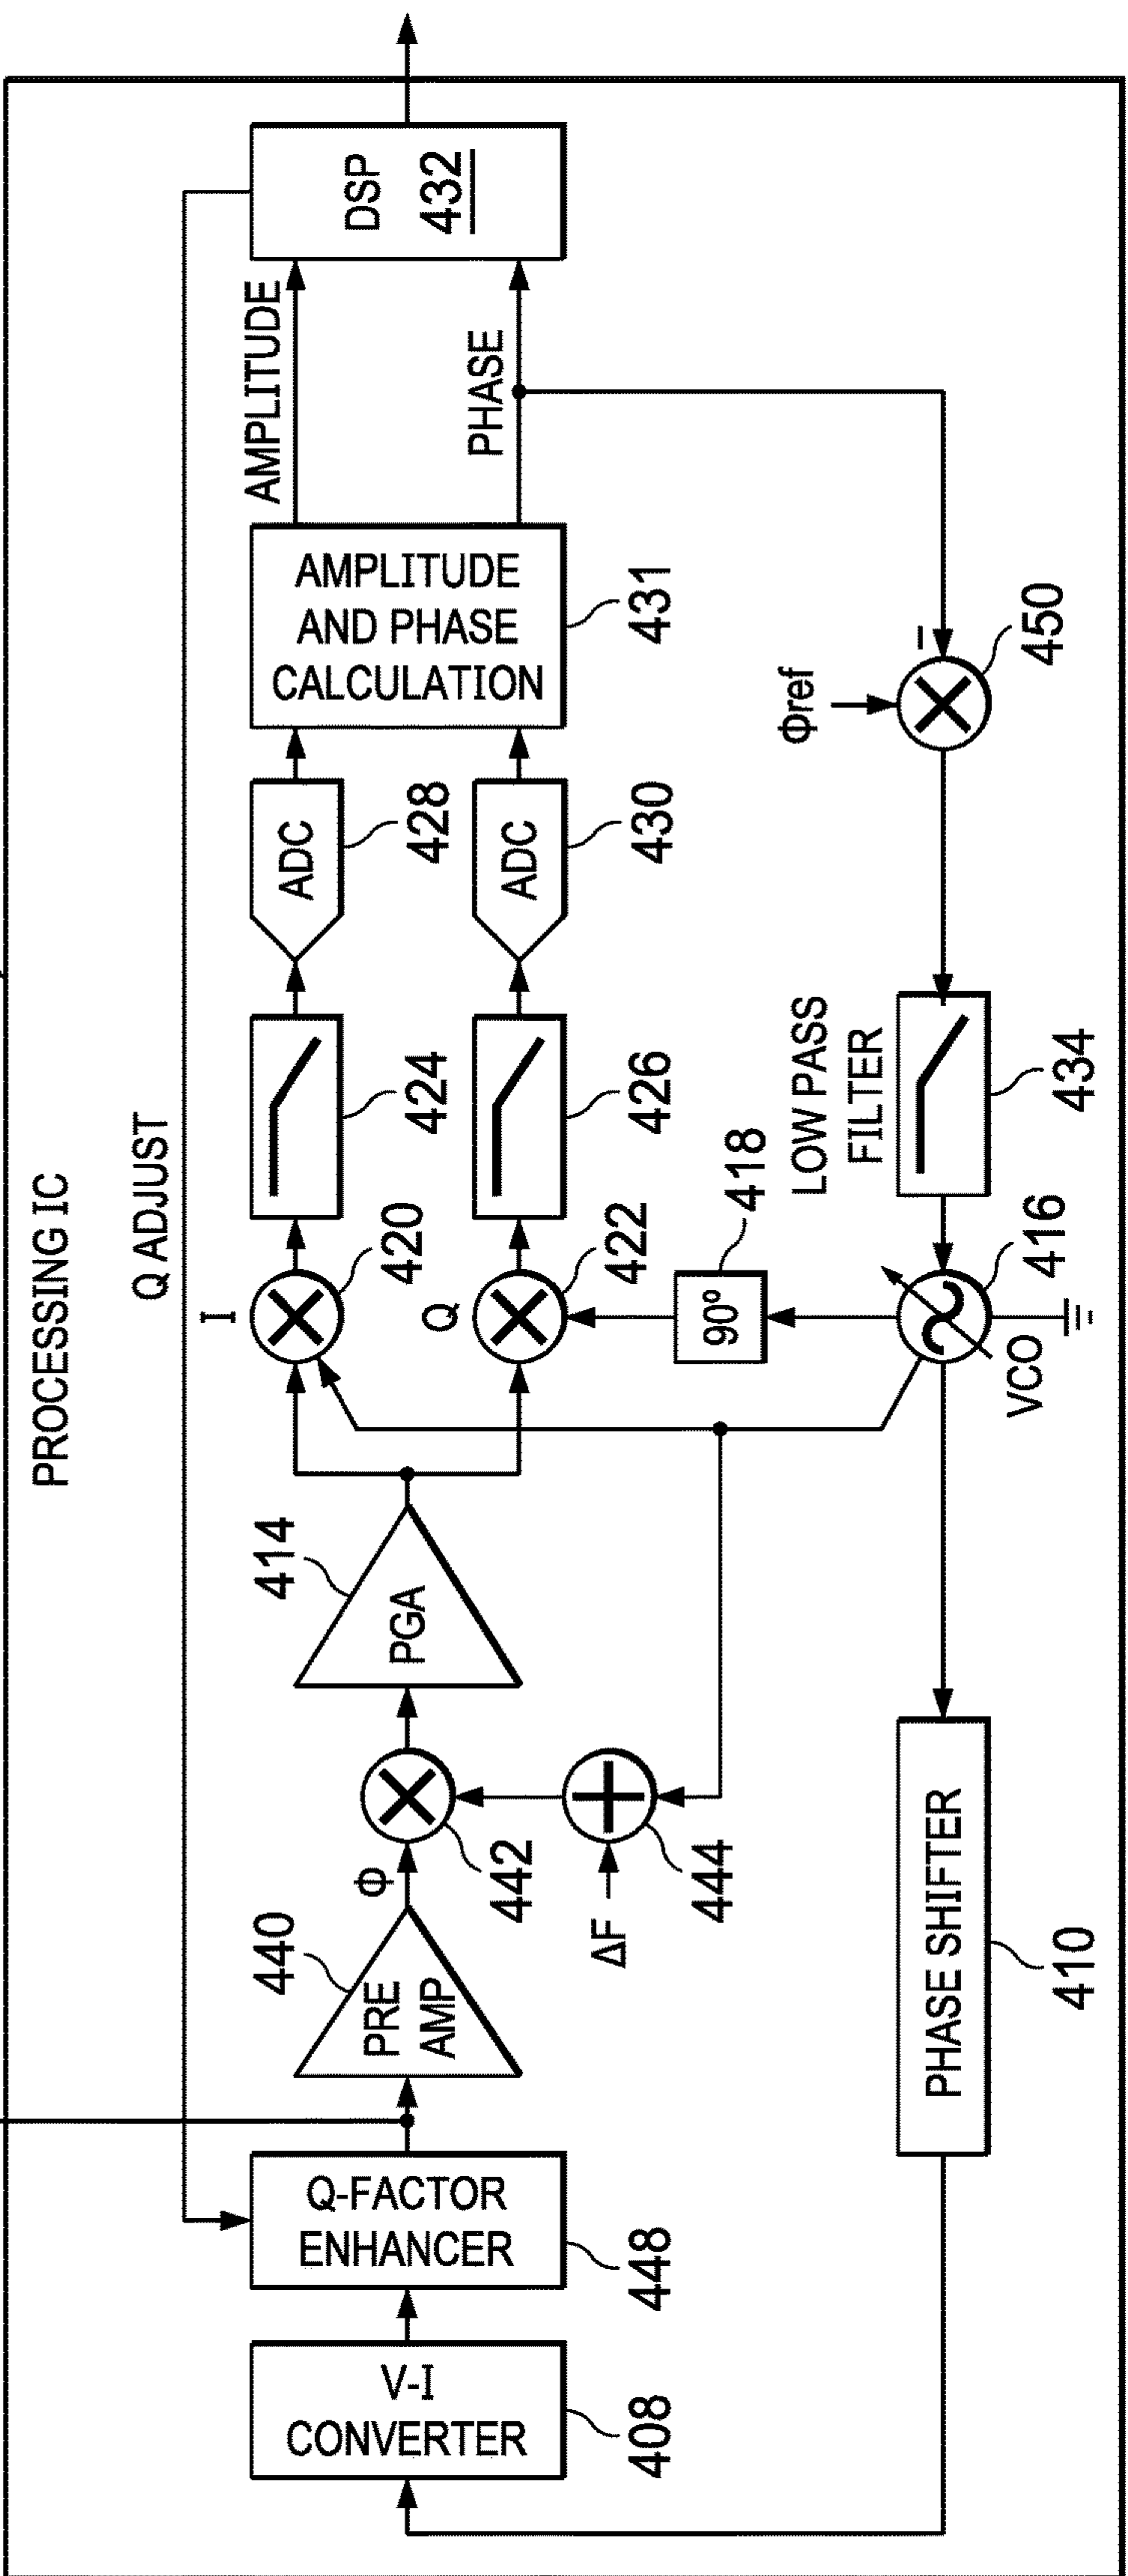 PROCESSING IC
Q ADJUST
V-I
CONVERTER
408
Q-FACTOR
ENHANCER
448
PRE
AMP
440
Φ
442
ΔF
444
PGA
414
I
420
Q
422
90°
418
424
426
ADC
428
ADC
430
AMPLITUDE
AND PHASE
CALCULATION
431
AMPLITUDE
PHASE
DSP
432
PHASE SHIFTER
410
VCO
416
LOW PASS
FILTER
434
Φref
−
450